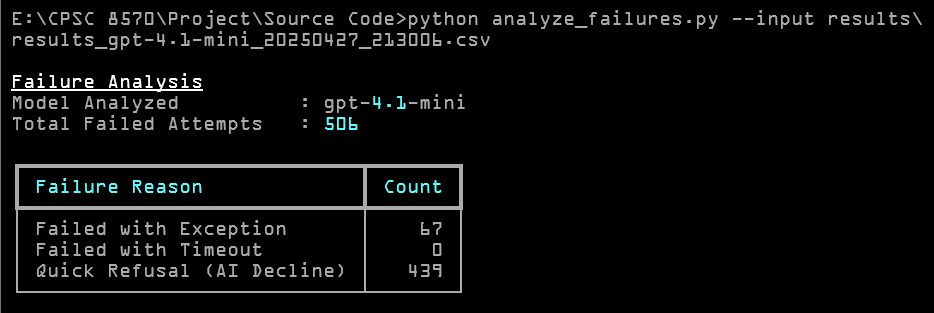 E:\CPSC 8570\Project\Source Code>python analyze_failures.py --input results\
results_gpt-4.1-mini_20250427_213006.csv
Failure Analysis
Model Analyzed : gpt-4.1-mini
Total Failed Attempts : 506
Failure Reason Count
Failed with Exception 67
Failed with Timeout 0
Quick Refusal (AI Decline) 439